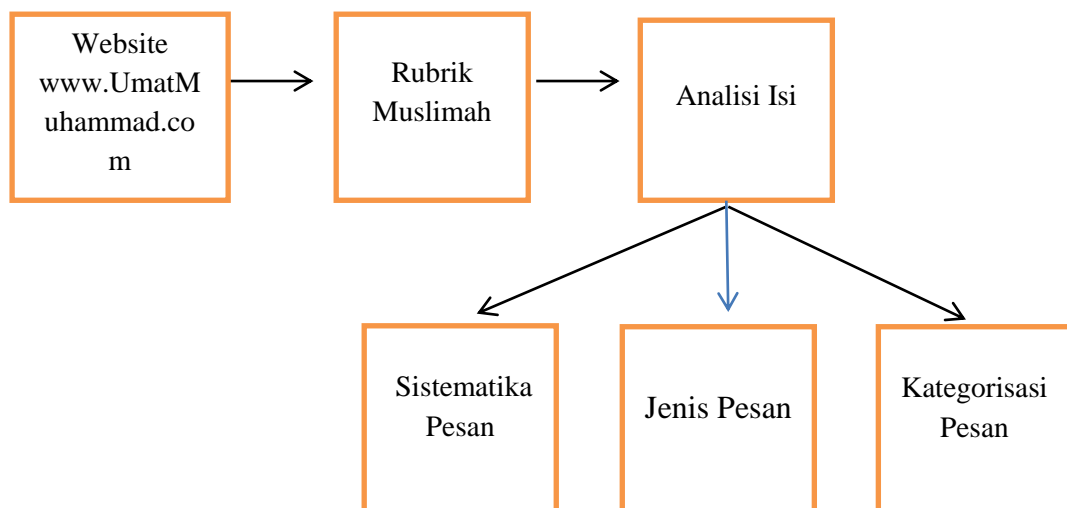 Website
www.UmatM
uhammad.co
m
Rubrik
Muslimah
Analisi Isi
Sistematika
Pesan
Jenis Pesan
Kategorisasi
Pesan